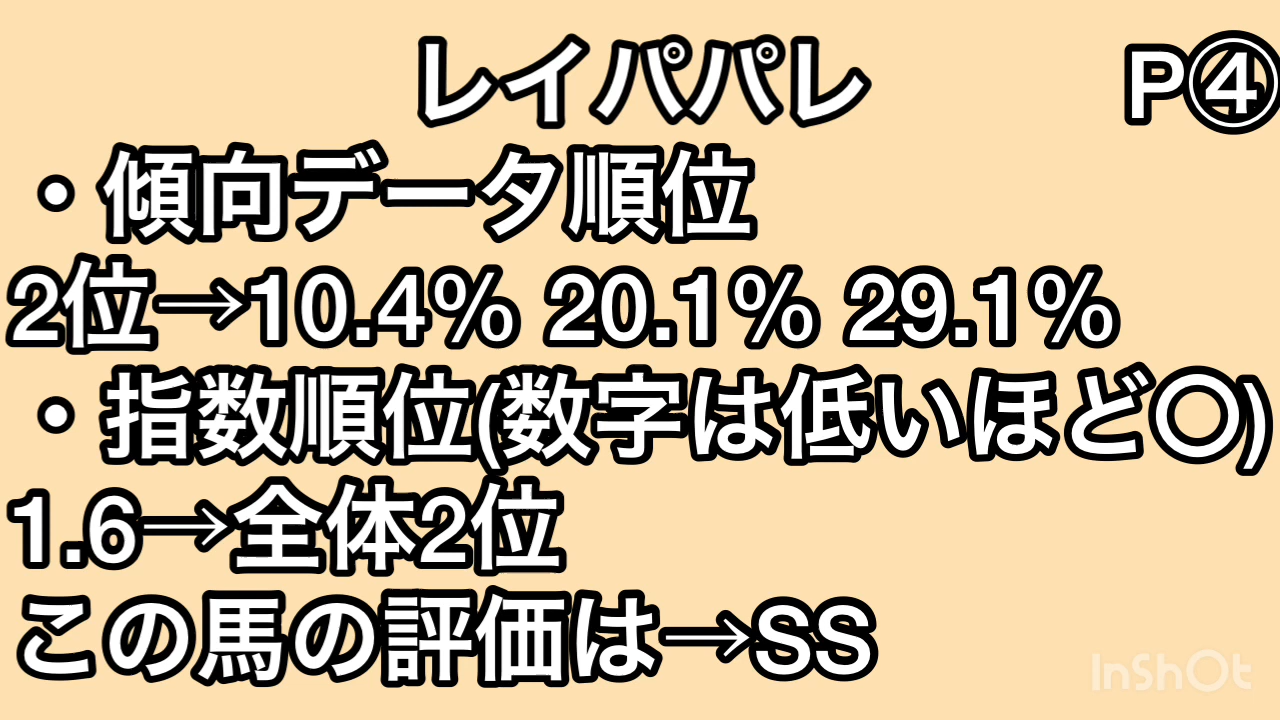 レイパパレ P④
・傾向データ順位
2位→10.4% 20.1% 29.1%
・指数順位(数字は低いほど〇)
1.6→全体2位
この馬の評価は→SS
InShOt